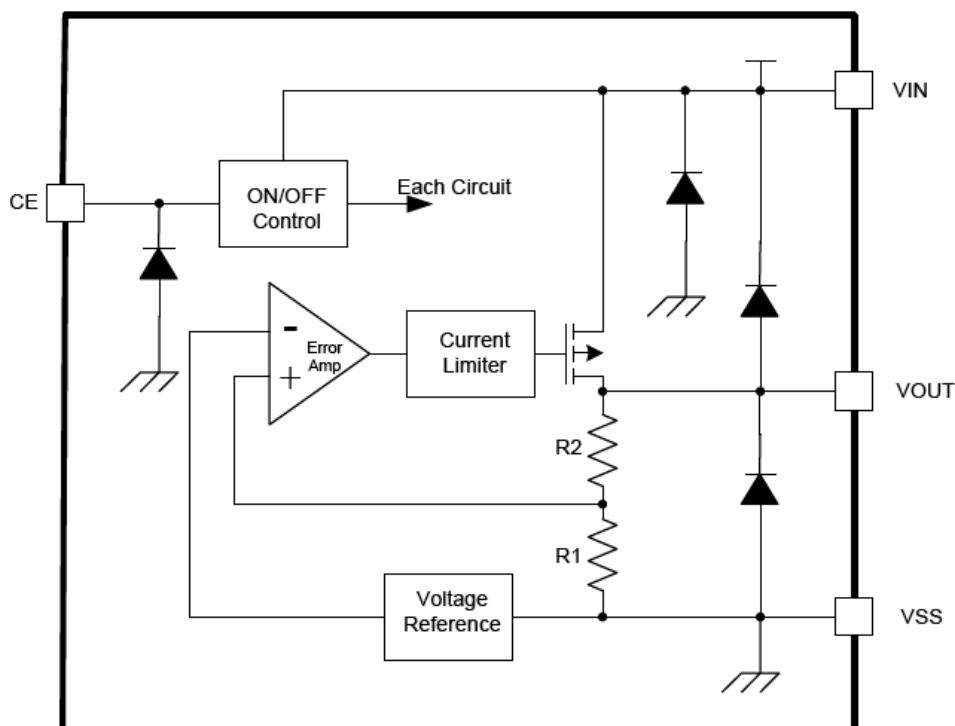 VIN
CE
ON/OFF
Control
Each Circuit
-
+
Error
Amp
Current
Limiter
VOUT
R2
R1
Voltage
Reference
VSS